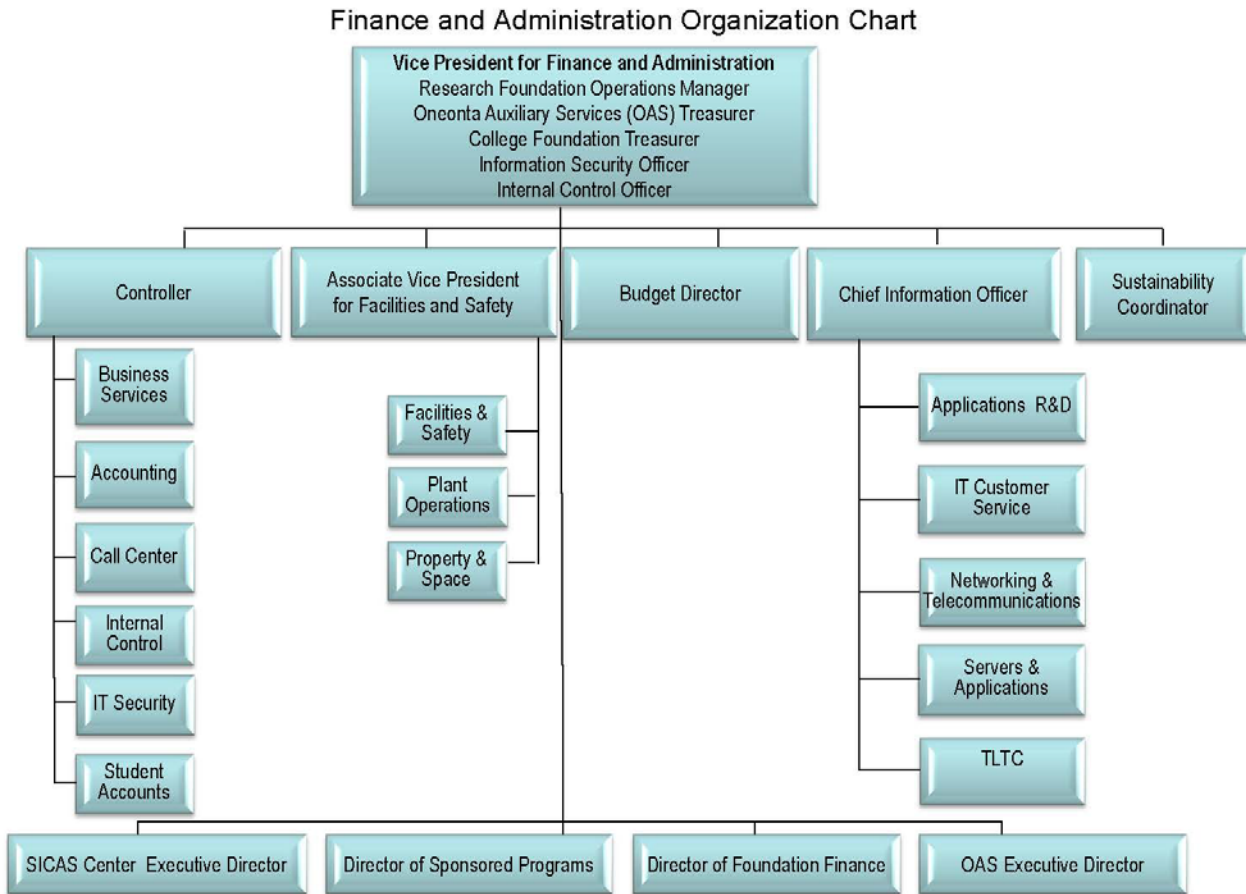 Finance and Administration Organization Chart
Vice President for Finance and Administration
Research Foundation Operations Manager
Oneonta Auxiliary Services (OAS) Treasurer
College Foundation Treasurer
Information Security Officer
Internal Control Officer
Controller
Associate Vice President
for Facilities and Safety
Budget Director
Chief Information Officer
Sustainability
Coordinator
Business
Services
Accounting
Call Center
Internal
Control
IT Security
Student
Accounts
Facilities &
Safety
Plant
Operations
Property &
Space
Applications R&D
IT Customer
Service
Networking &
Telecommunications
Servers &
Applications
TLTC
SICAS Center Executive Director
Director of Sponsored Programs
Director of Foundation Finance
OAS Executive Director